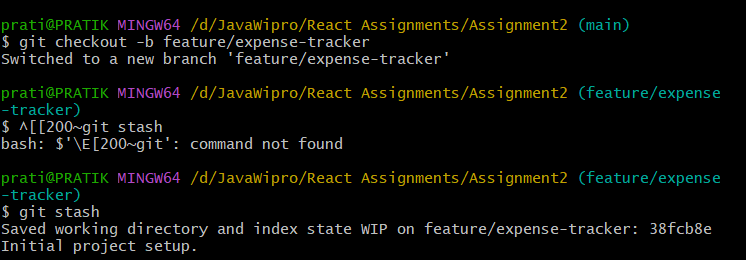 prati@PRATIK MINGW64 /d/JavaWipro/React Assignments/Assignment2 (main)
$ git checkout -b feature/expense-tracker
Switched to a new branch 'feature/expense-tracker'
prati@PRATIK MINGW64 /d/JavaWipro/React Assignments/Assignment2 (feature/expense
-tracker)
$ ^[[200~git stash
bash: $'\E[200~git': command not found
prati@PRATIK MINGW64 /d/JavaWipro/React Assignments/Assignment2 (feature/expense
-tracker)
$ git stash
Saved working directory and index state WIP on feature/expense-tracker: 38fcb8e
Initial project setup.